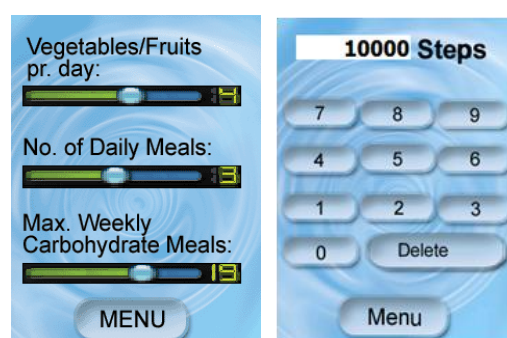 Vegetables/Fruits
pr. day:
4
No. of Daily Meals:
3
Max. Weekly
Carbohydrate Meals:
13
MENU
10000 Steps
7 8 9
4 5 6
1 2 3
0 Delete
Menu